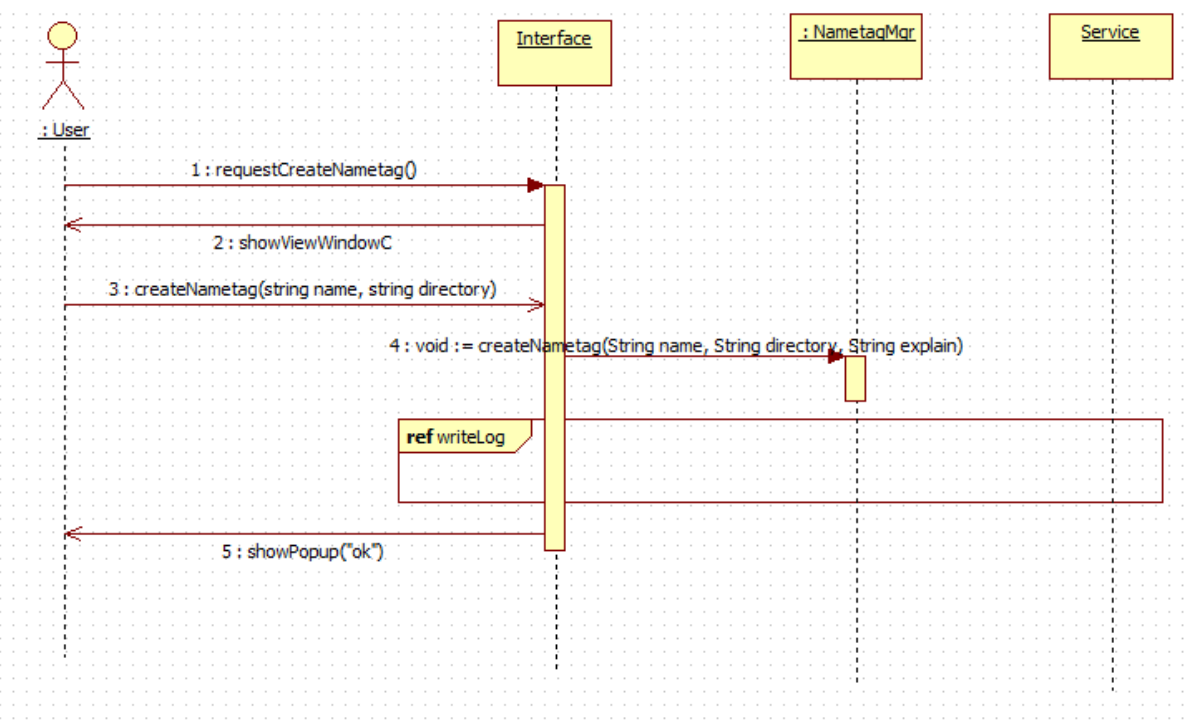 Interface
: NametagMgr
Service
: User
1 : requestCreateNametag()
2 : showViewWindowC
3 : createNametag(string name, string directory)
4 : void := createNametag(String name, String directory, String explain)
ref writeLog
5 : showPopup("ok")